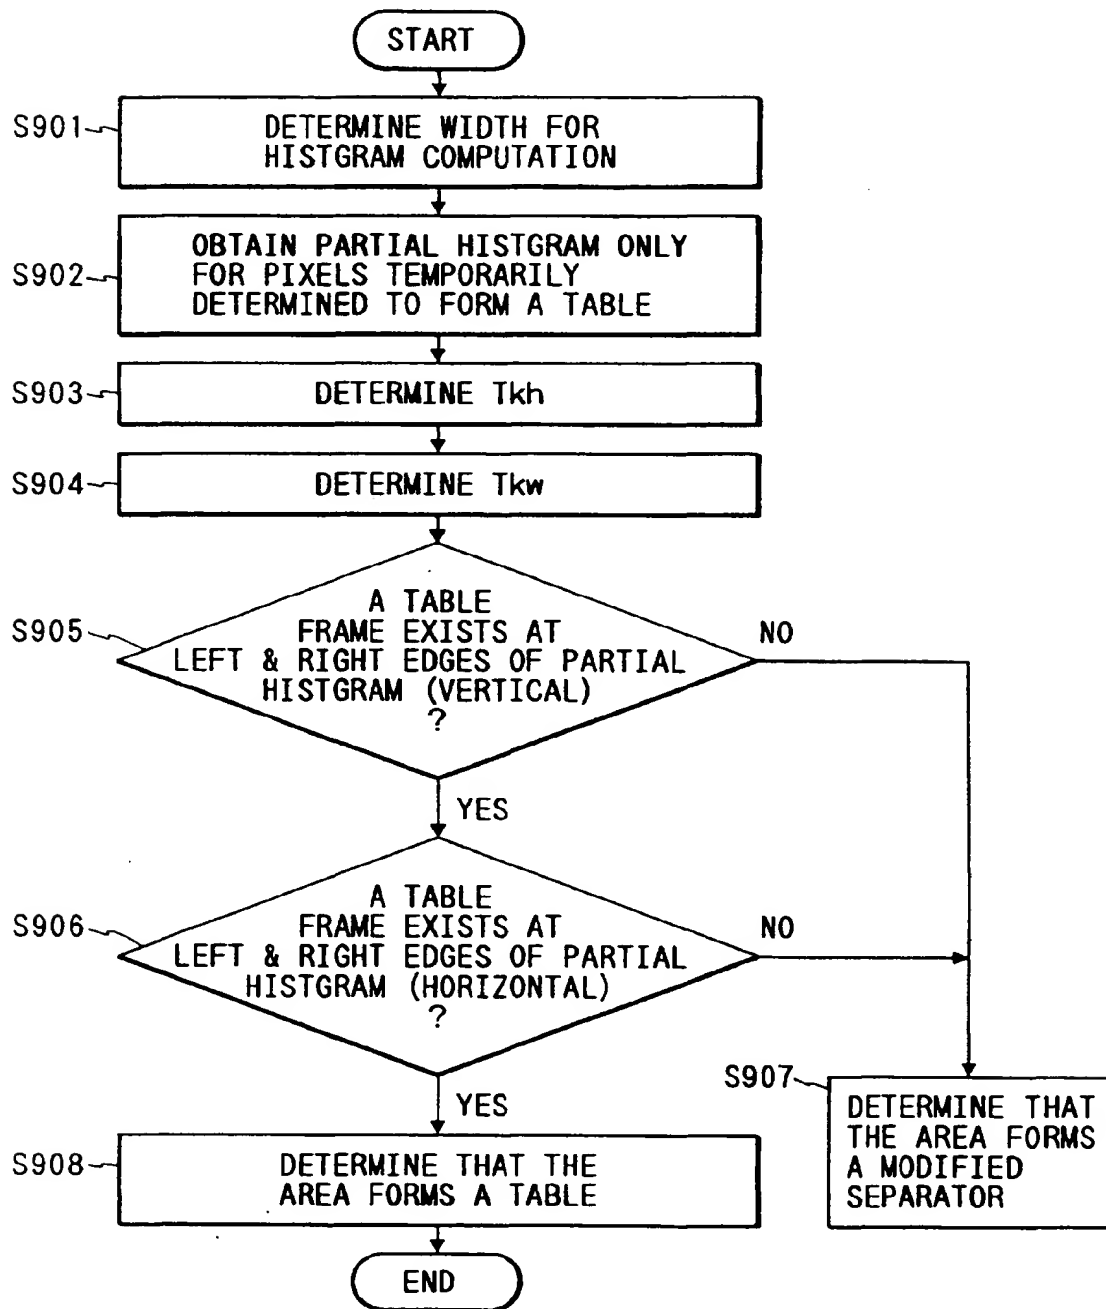 START
S901
DETERMINE WIDTH FOR
HISTGRAM COMPUTATION
S902
OBTAIN PARTIAL HISTGRAM ONLY
FOR PIXELS TEMPORARILY
DETERMINED TO FORM A TABLE
S903
DETERMINE Tkh
S904
DETERMINE Tkw
S905
A TABLE
FRAME EXISTS AT
LEFT & RIGHT EDGES OF PARTIAL
HISTGRAM (VERTICAL)
?
NO
YES
S906
A TABLE
FRAME EXISTS AT
LEFT & RIGHT EDGES OF PARTIAL
HISTGRAM (HORIZONTAL)
?
NO
YES
S907
DETERMINE THAT
THE AREA FORMS
A MODIFIED
SEPARATOR
S908
DETERMINE THAT THE
AREA FORMS A TABLE
END